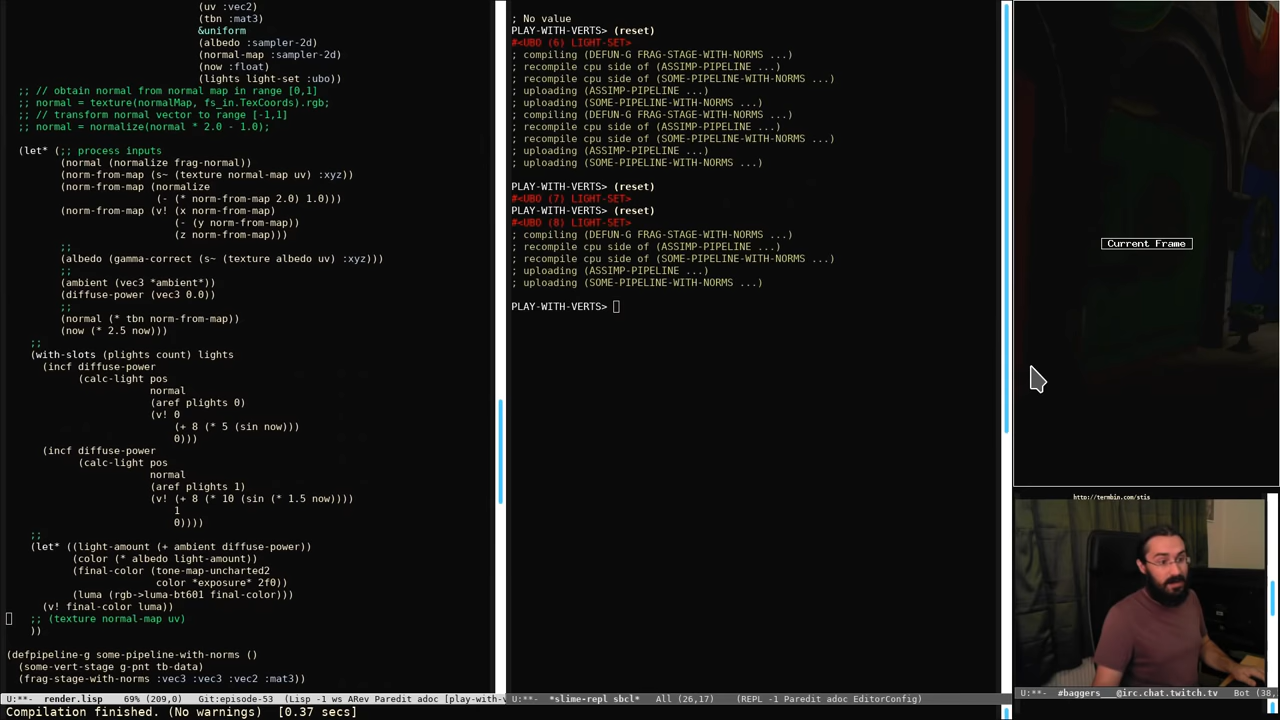 (uv :vec2)
(tbn :mat3)
&uniform
(albedo :sampler-2d)
(normal-map :sampler-2d)
(now :float)
(lights light-set :ubo))
;; // obtain normal from normal map in range [0,1]
;; normal = texture(normalMap, fs_in.TexCoords).rgb;
;; // transform normal vector to range [-1,1]
;; normal = normalize(normal * 2.0 - 1.0);
(let* (;; process inputs
(normal (normalize frag-normal))
(norm-from-map (s~ (texture normal-map uv) :xyz))
(norm-from-map (normalize
(- (* norm-from-map 2.0) 1.0)))
(norm-from-map (v! (x norm-from-map)
(- (y norm-from-map))
(z norm-from-map)))
;;
(albedo (gamma-correct (s~ (texture albedo uv) :xyz)))
;;
(ambient (vec3 *ambient*))
(diffuse-power (vec3 0.0))
;;
(normal (* tbn norm-from-map))
(now (* 2.5 now)))
;;
(with-slots (plights count) lights
(incf diffuse-power
(calc-light pos
normal
(aref plights 0)
(v! 0
(+ 8 (* 5 (sin now)))
0)))
(incf diffuse-power
(calc-light pos
normal
(aref plights 1)
(v! (+ 8 (* 10 (sin (* 1.5 now))))
1
0))))
;;
(let* ((light-amount (+ ambient diffuse-power))
(color (* albedo light-amount))
(final-color (tone-map-uncharted2
color *exposure* 2f0))
(luma (rgb->luma-bt601 final-color)))
(v! final-color luma))
;; (texture normal-map uv)
))
(defpipeline-g some-pipeline-with-norms ()
(some-vert-stage g-pnt tb-data)
(frag-stage-with-norms :vec3 :vec3 :vec2 :mat3))
U:**-  render.lisp    69% (209,0)    Git:episode-53  (Lisp -1 ws ARev Paredit adoc [play-with-v
Compilation finished. (No warnings)  [0.37 secs]
; No value
PLAY-WITH-VERTS> (reset)
#<UBO (6) LIGHT-SET>
; compiling (DEFUN-G FRAG-STAGE-WITH-NORMS ...)
; recompile cpu side of (ASSIMP-PIPELINE ...)
; recompile cpu side of (SOME-PIPELINE-WITH-NORMS ...)
; uploading (ASSIMP-PIPELINE ...)
; uploading (SOME-PIPELINE-WITH-NORMS ...)
; compiling (DEFUN-G FRAG-STAGE-WITH-NORMS ...)
; recompile cpu side of (ASSIMP-PIPELINE ...)
; recompile cpu side of (SOME-PIPELINE-WITH-NORMS ...)
; uploading (ASSIMP-PIPELINE ...)
; uploading (SOME-PIPELINE-WITH-NORMS ...)
PLAY-WITH-VERTS> (reset)
#<UBO (7) LIGHT-SET>
PLAY-WITH-VERTS> (reset)
#<UBO (8) LIGHT-SET>
; compiling (DEFUN-G FRAG-STAGE-WITH-NORMS ...)
; recompile cpu side of (ASSIMP-PIPELINE ...)
; recompile cpu side of (SOME-PIPELINE-WITH-NORMS ...)
; uploading (ASSIMP-PIPELINE ...)
; uploading (SOME-PIPELINE-WITH-NORMS ...)
PLAY-WITH-VERTS>
U:**-  *slime-repl sbcl*    All (26,17)    (REPL -1 Paredit adoc EditorConfig)
Current Frame
http://termbin.com/stis
U:**-  #baggers__ @irc.chat.twitch.tv    Bot (38,